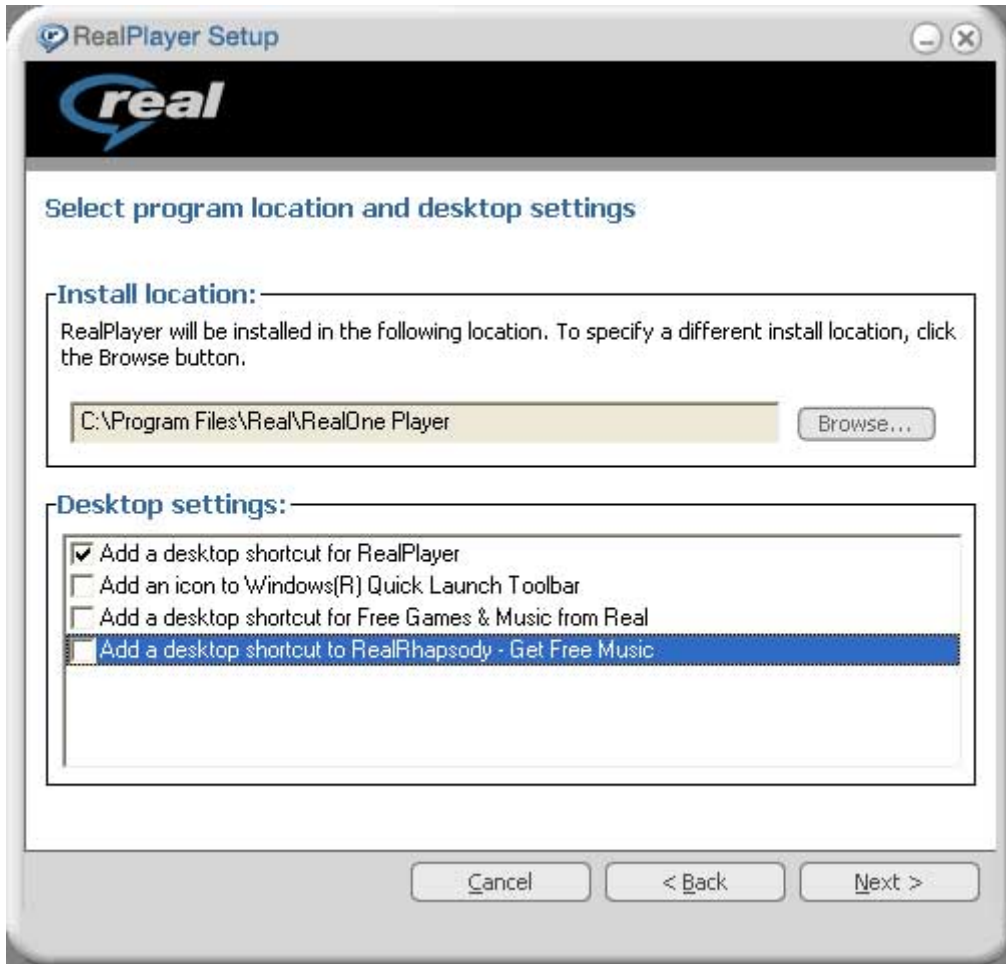 RealPlayer Setup
real
Select program location and desktop settings
Install location:
RealPlayer will be installed in the following location. To specify a different install location, click
the Browse button.
C:\Program Files\Real\RealOne Player
Browse...
Desktop settings:
Add a desktop shortcut for RealPlayer
Add an icon to Windows(R) Quick Launch Toolbar
Add a desktop shortcut for Free Games & Music from Real
Add a desktop shortcut to RealRhapsody - Get Free Music
Cancel
< Back
Next >